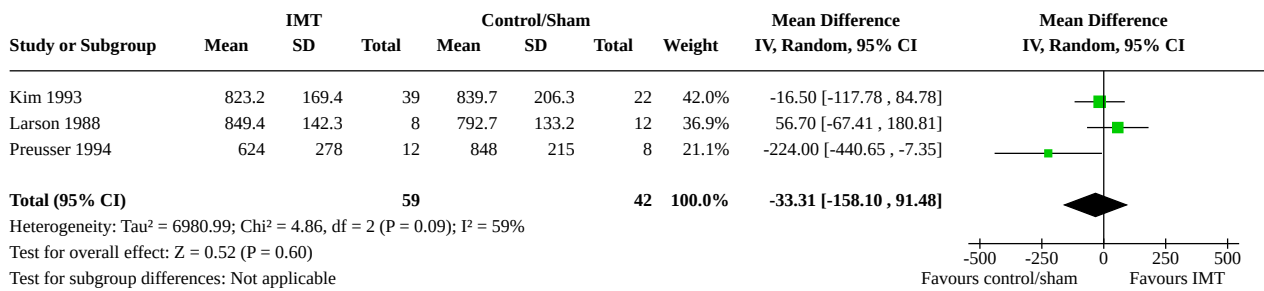 IMT Control/Sham Mean Difference Mean Difference
Study or Subgroup Mean SD Total Mean SD Total Weight IV, Random, 95% CI IV, Random, 95% CI
Kim 1993 823.2 169.4 39 839.7 206.3 22 42.0% -16.50 [-117.78 , 84.78]
Larson 1988 849.4 142.3 8 792.7 133.2 12 36.9% 56.70 [-67.41 , 180.81]
Preusser 1994 624 278 12 848 215 8 21.1% -224.00 [-440.65 , -7.35]
Total (95% CI) 59 42 100.0% -33.31 [-158.10 , 91.48]
Heterogeneity: Tau² = 6980.99; Chi² = 4.86, df = 2 (P = 0.09); I² = 59%
Test for overall effect: Z = 0.52 (P = 0.60)
Test for subgroup differences: Not applicable
-500 -250 0 250 500
Favours control/sham Favours IMT